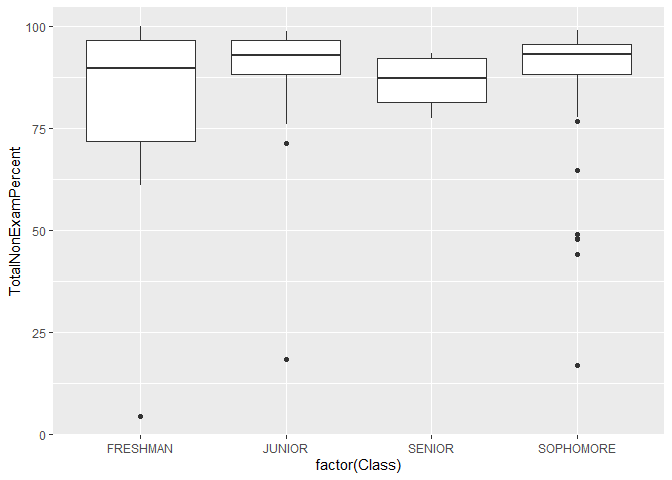 TotalNonExamPercent
100
75
50
25
0
FRESHMAN JUNIOR SENIOR SOPHOMORE
factor(Class)